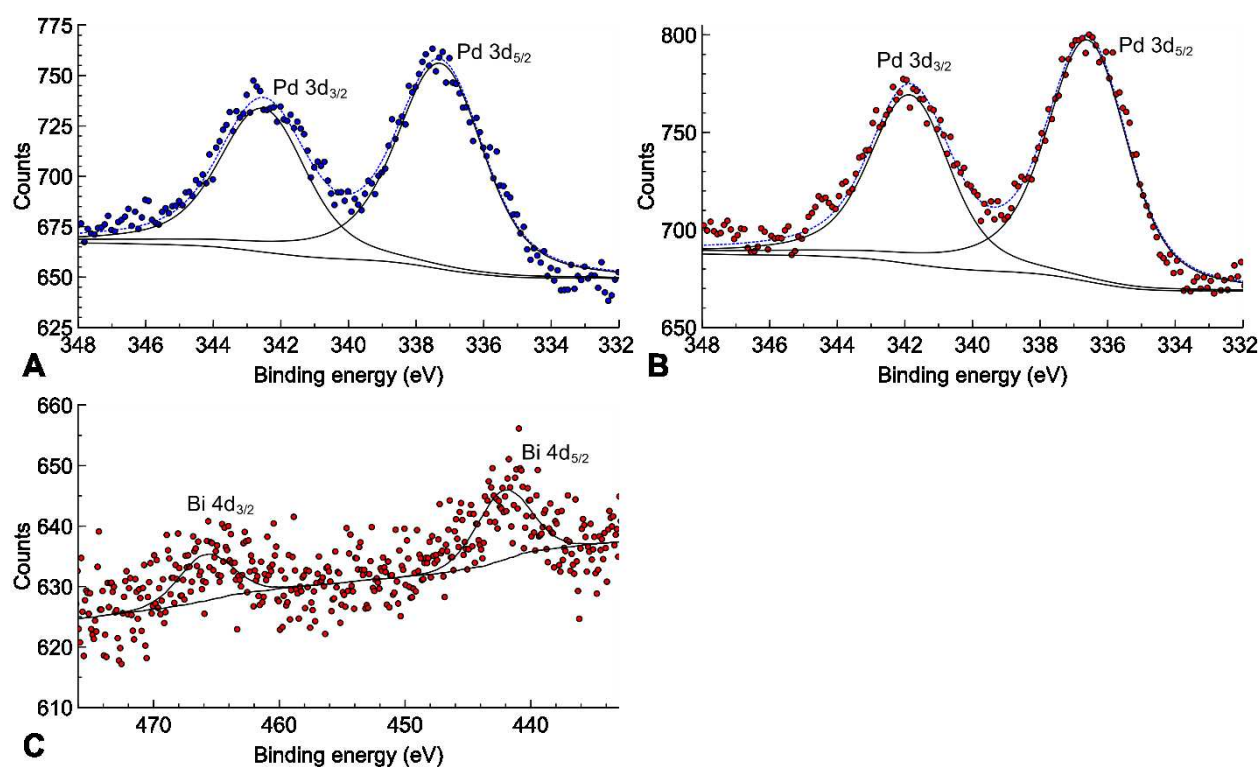 775
750
725
700
675
650
625
Counts
Pd 3d3/2
Pd 3d5/2
348 346 344 342 340 338 336 334 332
Binding energy (eV)
A
800
750
700
650
Counts
Pd 3d3/2
Pd 3d5/2
348 346 344 342 340 338 336 334 332
Binding energy (eV)
B
660
650
640
630
620
610
Counts
Bi 4d3/2
Bi 4d5/2
470 460 450 440
Binding energy (eV)
C